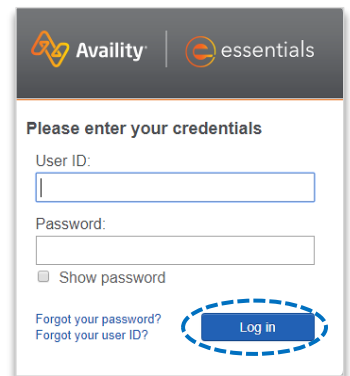 Availity essentials
Please enter your credentials
User ID:
Password:
Show password
Forgot your password?
Forgot your user ID?
Log in